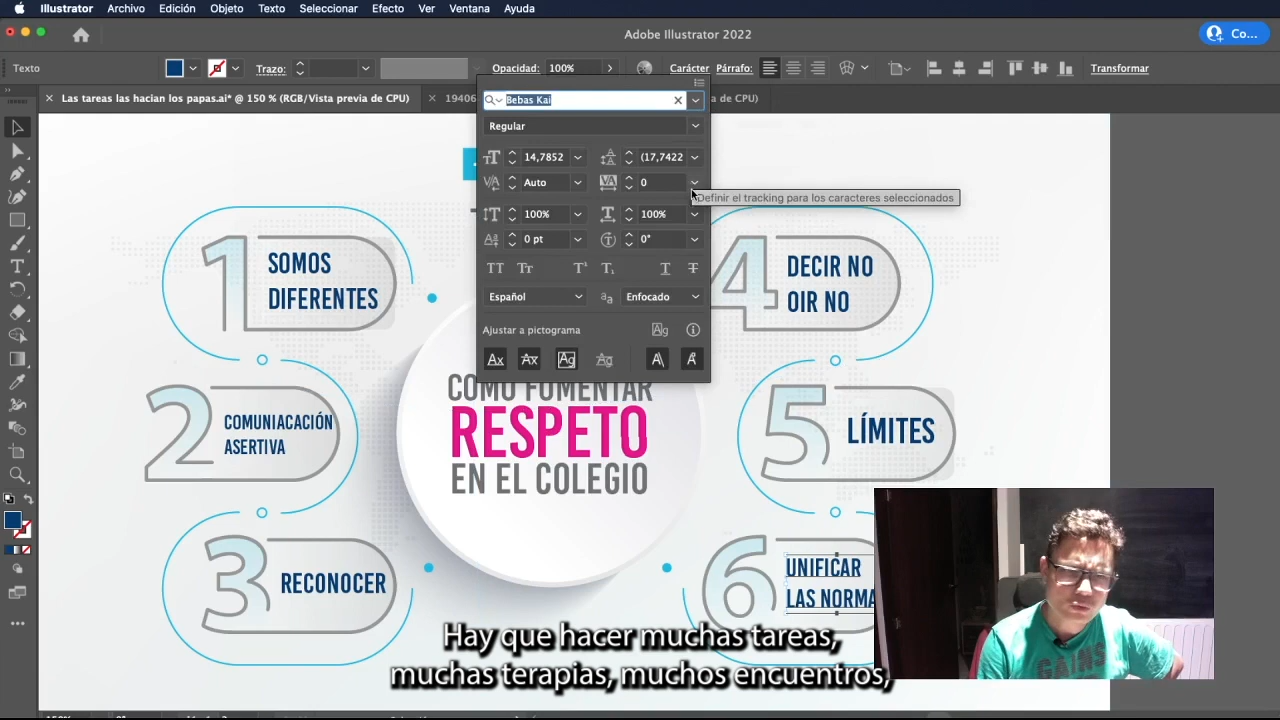 Illustrator Archivo Edición Objeto Texto Seleccionar Efecto Ver Ventana Ayuda
Adobe Illustrator 2022
Co...
Texto Trazo: Opacidad: 100% Carácter Párrafo: Transformar
Las tareas las hacian los papas.ai* @ 150 % (RGB/Vista previa de CPU)
19406
a de CPU)
Bebas Kai
Regular
14,7852 (17,7422
Auto 0
Definir el tracking para los caracteres seleccionados
100% 100%
0 pt 0°
Español Enfocado
Ajustar a pictograma
1 SOMOS
DIFERENTES
2 COMUNIACACIÓN
ASERTIVA
3 RECONOCER
COMO FOMENTAR
RESPETO
EN EL COLEGIO
4 DECIR NO
OIR NO
5 LÍMITES
6 UNIFICAR
LAS NORMA
GAINS
Hay que hacer muchas tareas,
muchas terapias, muchos encuentros,